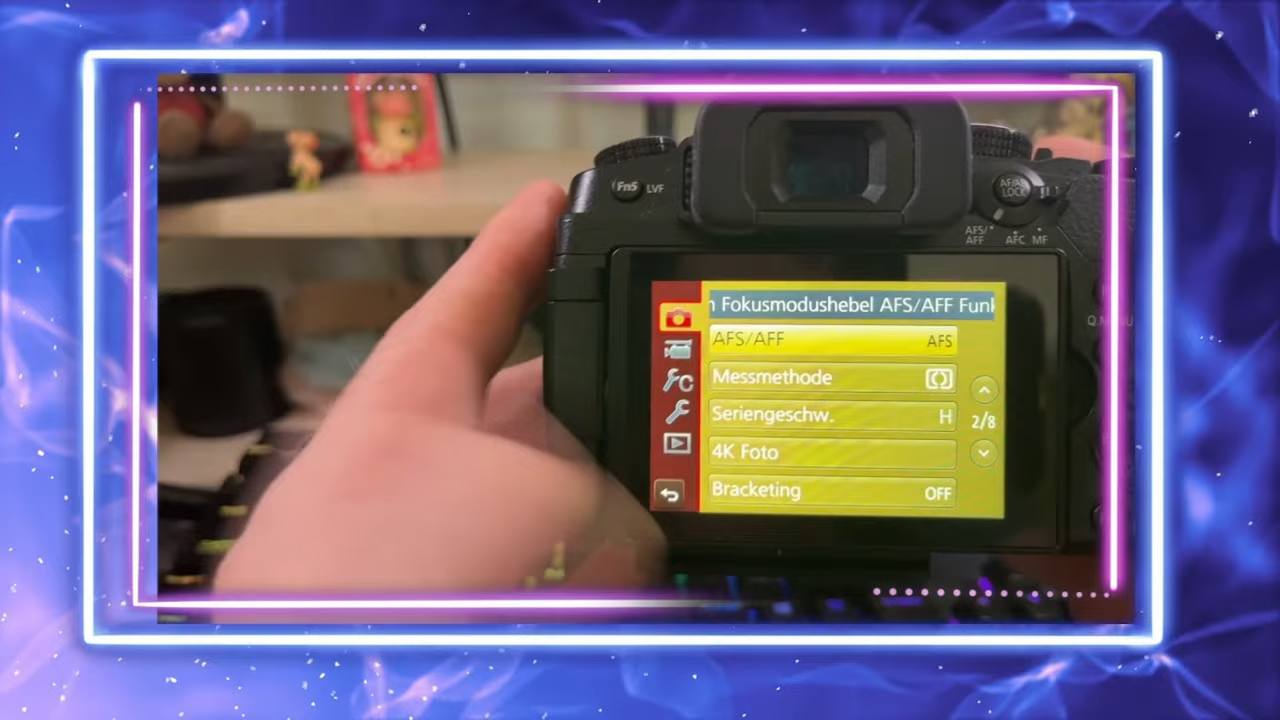 Fn5 LVF
AF/AE
LOCK
AFS/
AFF AFC MF
n Fokusmodushebel AFS/AFF Funk
AFS/AFF AFS
Messmethode
Seriengeschw. H
2/8
4K Foto
Bracketing OFF